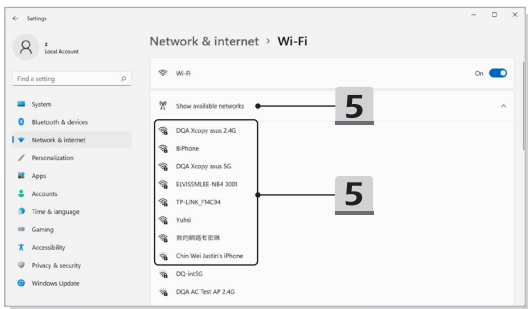 Settings
z
Local Account
Find a setting
System
Bluetooth & devices
Network & internet
Personalization
Apps
Accounts
Time & language
Gaming
Accessibility
Privacy & security
Windows Update
Network & internet > Wi-Fi
Wi-Fi
On
Show available networks
5
DQA Xcopy asus 2.4G
BiPhone
DQA Xcopy asus 5G
ELVISSMLEE-NB4 3001
TP-LINK_F14C94
5
Yuhsi
我的網路有密碼
Chin Wei Justin's iPhone
DQ-int5G
DQA AC Test AP 2.4G